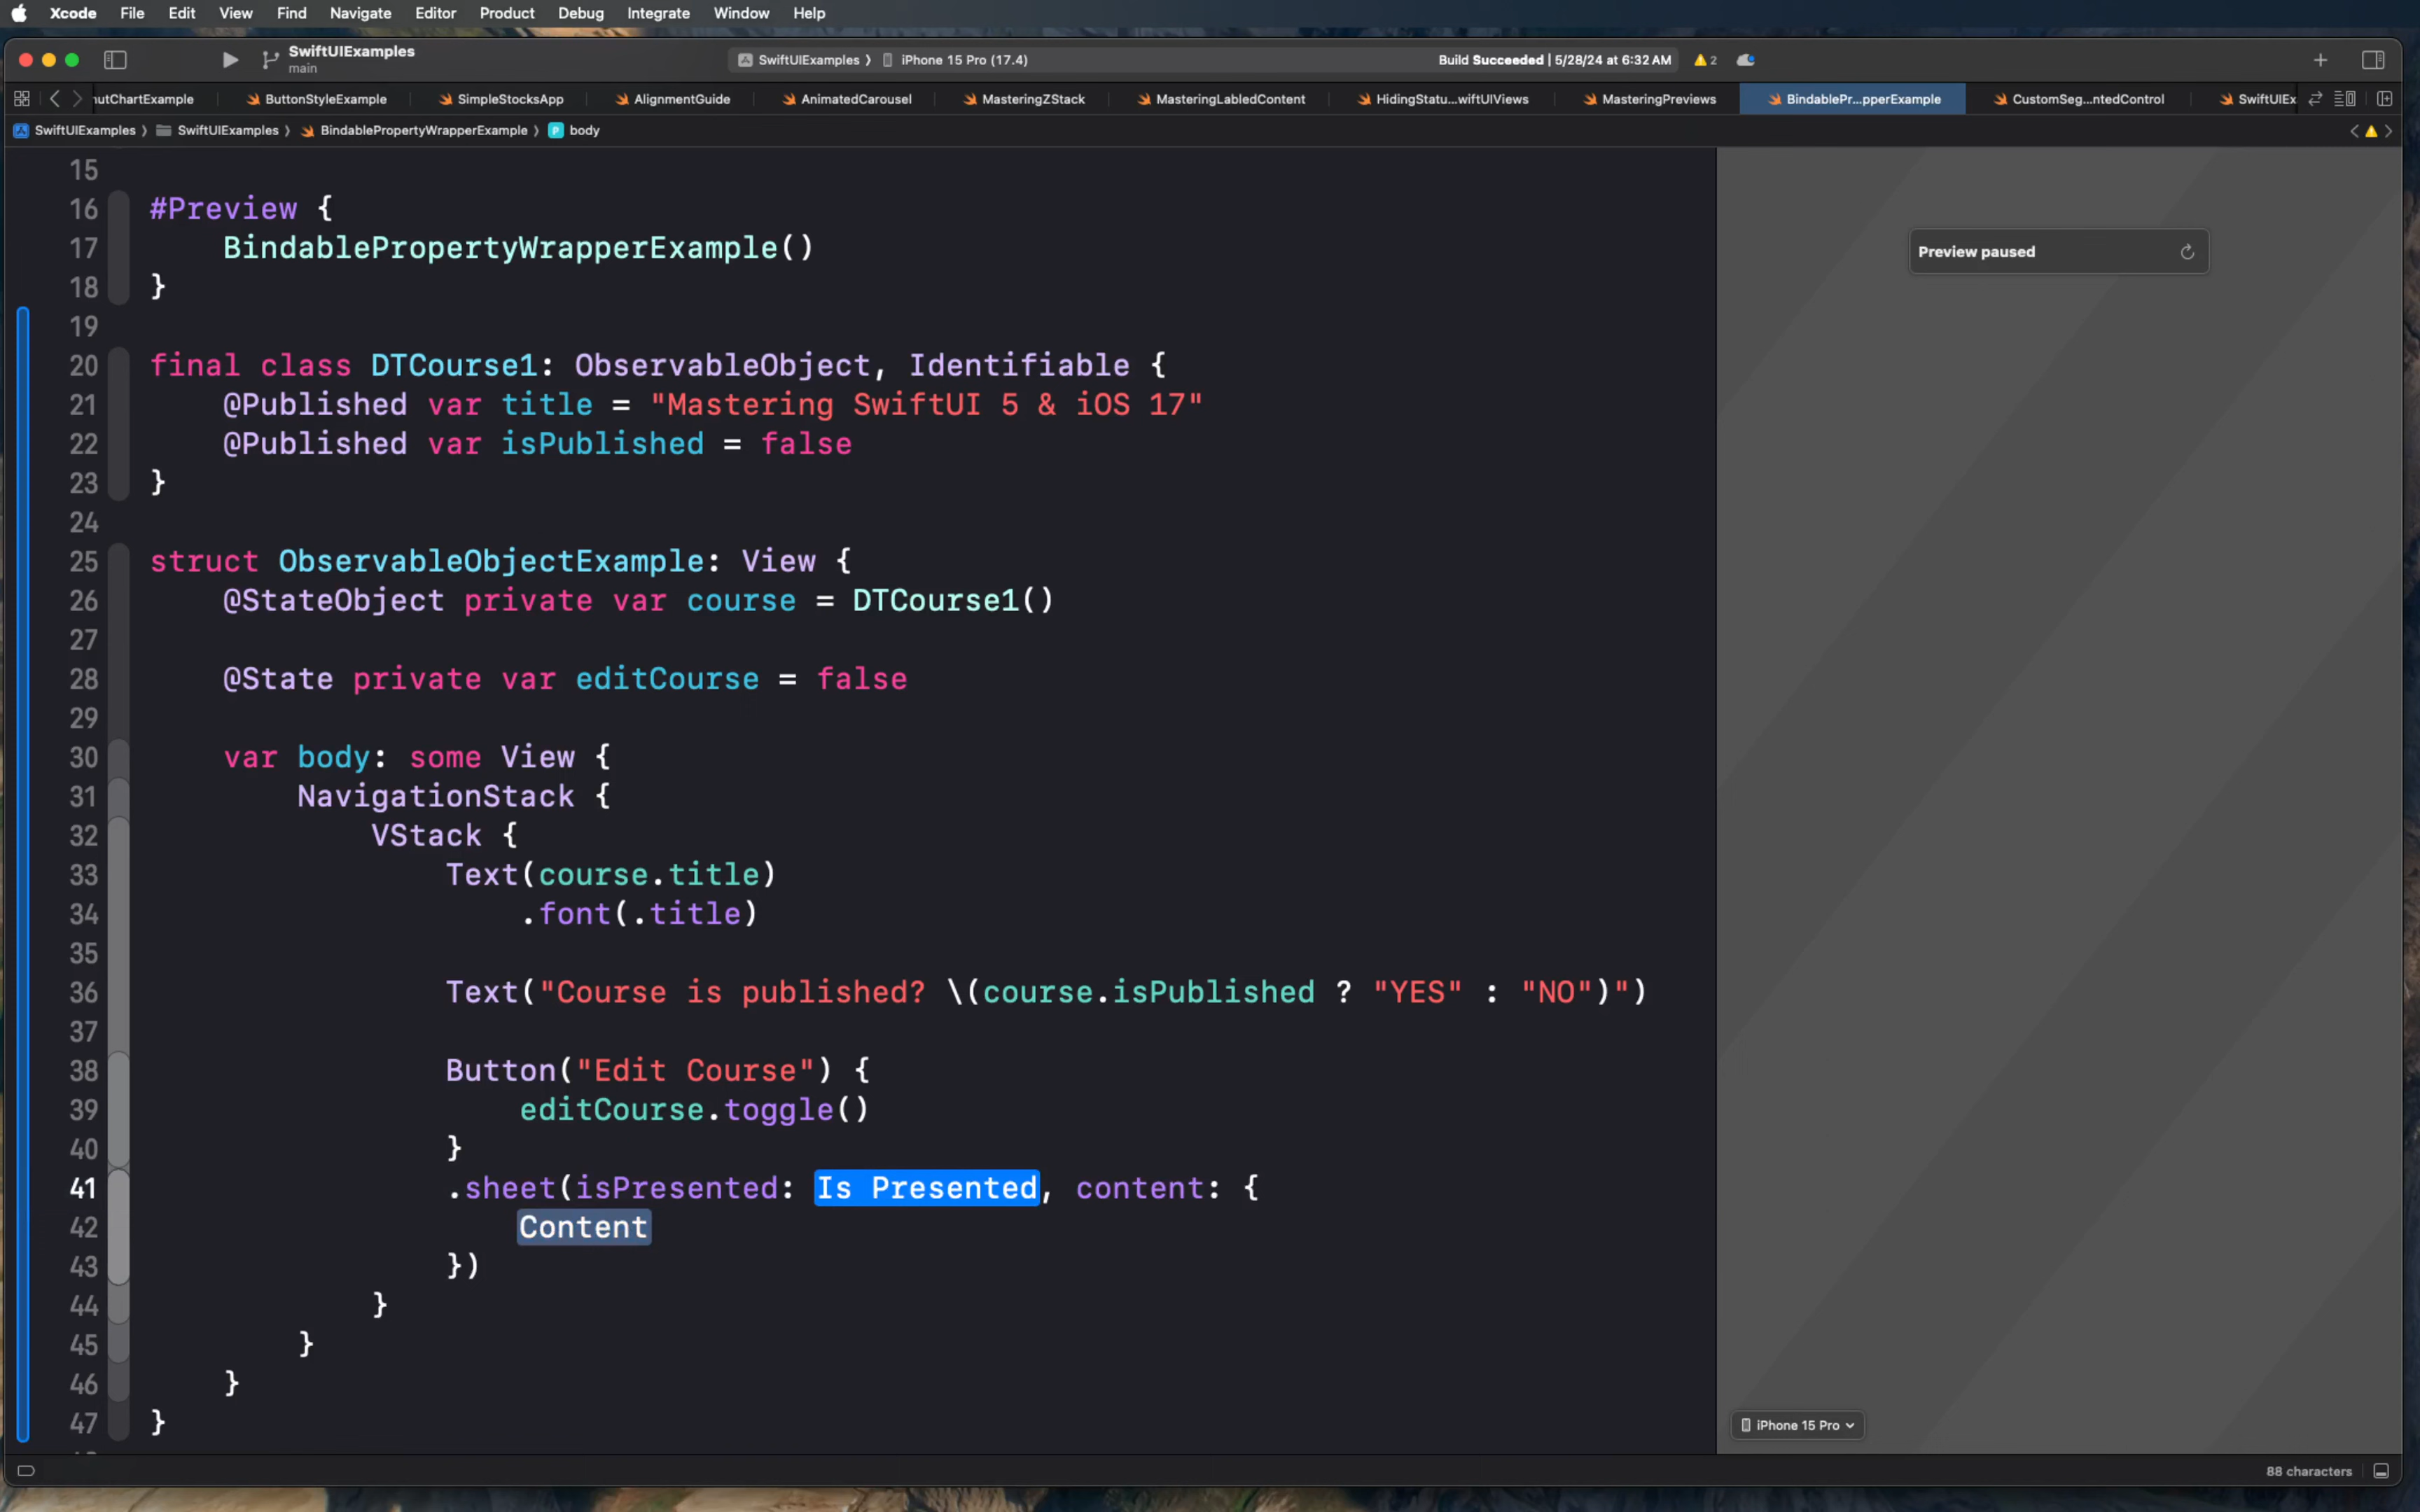 Xcode File Edit View Find Navigate Editor Product Debug Integrate Window Help
SwiftUIExamples
main
SwiftUIExamples 〉 iPhone 15 Pro (17.4)
Build Succeeded | 5/28/24 at 6:32 AM
2
nutChartExample ButtonStyleExample SimpleStocksApp AlignmentGuide AnimatedCarousel MasteringZStack MasteringLabledContent HidingStatu...wiftUIViews MasteringPreviews BindablePr...pperExample CustomSeg...ntedControl SwiftUIEx
SwiftUIExamples 〉 SwiftUIExamples 〉 BindablePropertyWrapperExample 〉 P body
15
16 #Preview {
17     BindablePropertyWrapperExample()
18 }
19
20 final class DTCourse1: ObservableObject, Identifiable {
21     @Published var title = "Mastering SwiftUI 5 & iOS 17"
22     @Published var isPublished = false
23 }
24
25 struct ObservableObjectExample: View {
26     @StateObject private var course = DTCourse1()
27
28     @State private var editCourse = false
29
30     var body: some View {
31         NavigationStack {
32             VStack {
33                 Text(course.title)
34                     .font(.title)
35
36                 Text("Course is published? \(course.isPublished ? "YES" : "NO")")
37
38                 Button("Edit Course") {
39                     editCourse.toggle()
40                 }
41                 .sheet(isPresented: Is Presented, content: {
42                     Content
43                 })
44             }
45         }
46     }
47 }
Preview paused
iPhone 15 Pro
88 characters